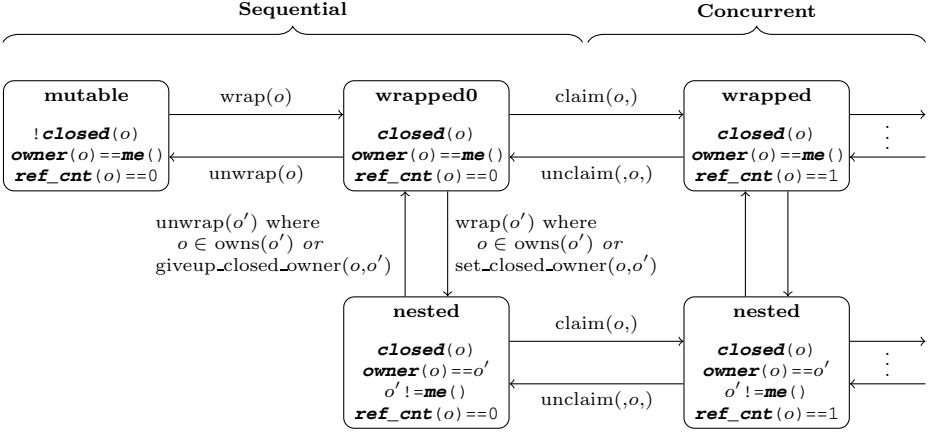 Sequential
Concurrent
mutable
!closed(o)
owner(o)==me()
ref_cnt(o)==0
wrap(o)
unwrap(o)
wrapped0
closed(o)
owner(o)==me()
ref_cnt(o)==0
claim(o,)
unclaim(,o,)
wrapped
closed(o)
owner(o)==me()
ref_cnt(o)==1
unwrap(o′) where
o ∈ owns(o′) or
giveup_closed_owner(o,o′)
wrap(o′) where
o ∈ owns(o′) or
set_closed_owner(o,o′)
nested
closed(o)
owner(o)==o′
o′!=me()
ref_cnt(o)==0
claim(o,)
unclaim(,o,)
nested
closed(o)
owner(o)==o′
o′!=me()
ref_cnt(o)==1